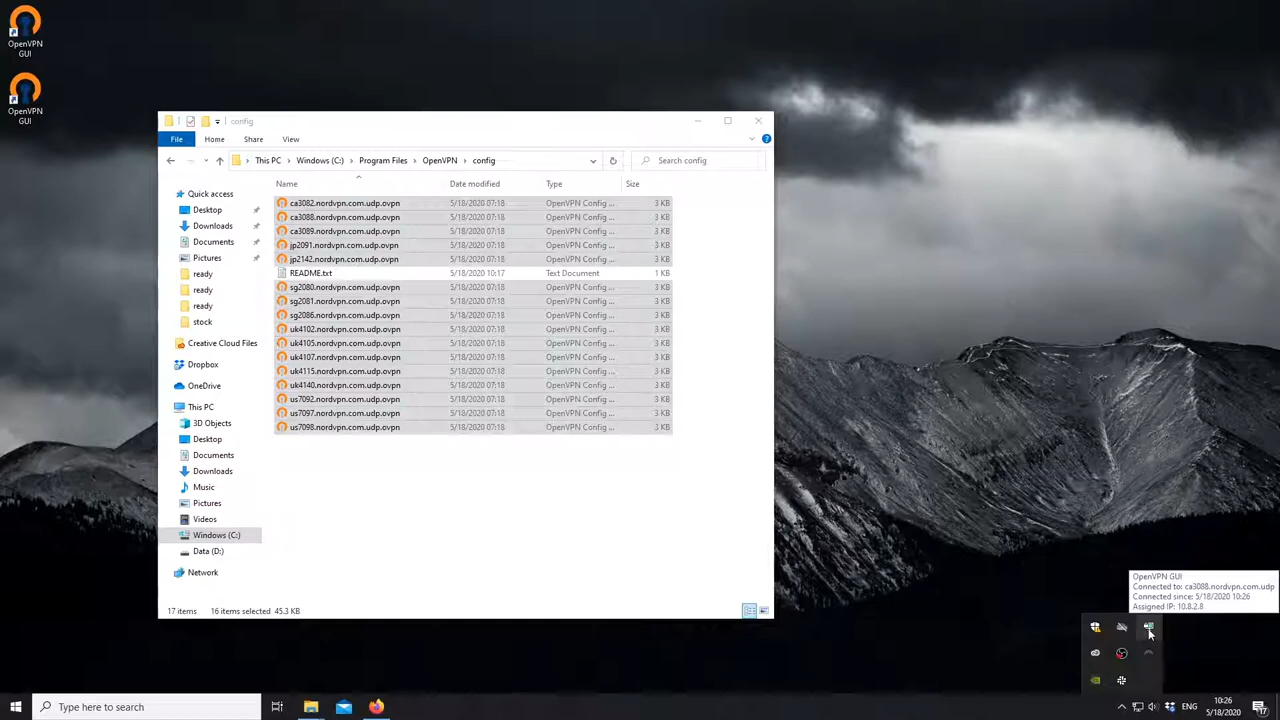 OpenVPN
GUI
OpenVPN
GUI
config
File
Home
Share
View
This PC
Windows (C:)
Program Files
OpenVPN
config
Search config
Name
Date modified
Type
Size
Quick access
Desktop
Downloads
Documents
Pictures
ready
ready
ready
stock
Creative Cloud Files
Dropbox
OneDrive
This PC
3D Objects
Desktop
Documents
Downloads
Music
Pictures
Videos
Windows (C:)
Data (D:)
Network
ca3082.nordvpn.com.udp.ovpn 5/18/2020 07:18 OpenVPN Config ... 3 KB
ca3088.nordvpn.com.udp.ovpn 5/18/2020 07:18 OpenVPN Config ... 3 KB
ca3089.nordvpn.com.udp.ovpn 5/18/2020 07:18 OpenVPN Config ... 3 KB
jp2091.nordvpn.com.udp.ovpn 5/18/2020 07:18 OpenVPN Config ... 3 KB
jp2142.nordvpn.com.udp.ovpn 5/18/2020 07:18 OpenVPN Config ... 3 KB
README.txt 5/18/2020 10:17 Text Document 1 KB
sg2080.nordvpn.com.udp.ovpn 5/18/2020 07:18 OpenVPN Config ... 3 KB
sg2081.nordvpn.com.udp.ovpn 5/18/2020 07:18 OpenVPN Config ... 3 KB
sg2086.nordvpn.com.udp.ovpn 5/18/2020 07:18 OpenVPN Config ... 3 KB
uk4102.nordvpn.com.udp.ovpn 5/18/2020 07:18 OpenVPN Config ... 3 KB
uk4105.nordvpn.com.udp.ovpn 5/18/2020 07:18 OpenVPN Config ... 3 KB
uk4107.nordvpn.com.udp.ovpn 5/18/2020 07:18 OpenVPN Config ... 3 KB
uk4115.nordvpn.com.udp.ovpn 5/18/2020 07:18 OpenVPN Config ... 3 KB
uk4140.nordvpn.com.udp.ovpn 5/18/2020 07:18 OpenVPN Config ... 3 KB
us7092.nordvpn.com.udp.ovpn 5/18/2020 07:18 OpenVPN Config ... 3 KB
us7097.nordvpn.com.udp.ovpn 5/18/2020 07:18 OpenVPN Config ... 3 KB
us7098.nordvpn.com.udp.ovpn 5/18/2020 07:18 OpenVPN Config ... 3 KB
17 items 16 items selected 45.3 KB
OpenVPN GUI
Connected to: ca3088.nordvpn.com.udp
Connected since: 5/18/2020 10:26
Assigned IP: 10.8.2.8
Type here to search
ENG
10:26
5/18/2020
17